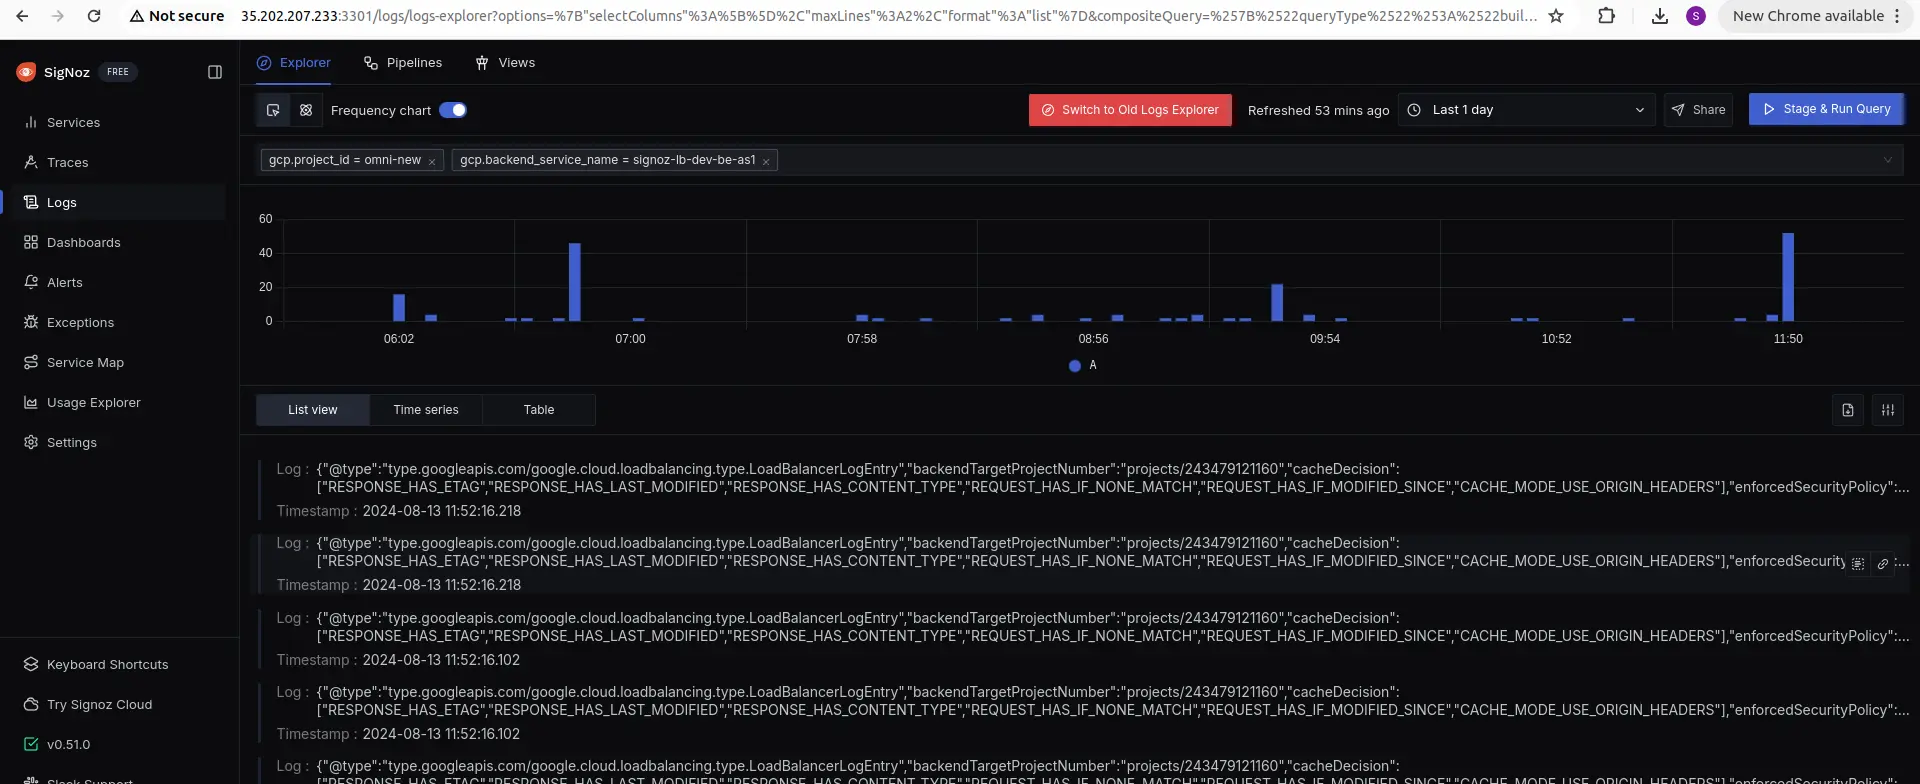 Not secure 35.202.207.233:3301/logs/logs-explorer?options=%7B"selectColumns"%3A%5B%5D%2C"maxLines"%3A2%2C"format"%3A"list"%7D&compositeQuery=%257B%2522queryType%2522%253A%2522buil... S New Chrome available
SigNoz FREE
Explorer Pipelines Views
Frequency chart Switch to Old Logs Explorer Refreshed 53 mins ago Last 1 day Share Stage & Run Query
gcp.project_id = omni-new × gcp.backend_service_name = signoz-lb-dev-be-as1 ×
Services
Traces
Logs
Dashboards
Alerts
Exceptions
Service Map
Usage Explorer
Settings
Keyboard Shortcuts
Try Signoz Cloud
v0.51.0
Slack Support
60
40
20
0
06:02 07:00 07:58 08:56 09:54 10:52 11:50
A
List view Time series Table
Log : {"@type":"type.googleapis.com/google.cloud.loadbalancing.type.LoadBalancerLogEntry","backendTargetProjectNumber":"projects/243479121160","cacheDecision":
["RESPONSE_HAS_ETAG","RESPONSE_HAS_LAST_MODIFIED","RESPONSE_HAS_CONTENT_TYPE","REQUEST_HAS_IF_NONE_MATCH","REQUEST_HAS_IF_MODIFIED_SINCE","CACHE_MODE_USE_ORIGIN_HEADERS"],"enforcedSecurityPolicy":...
Timestamp : 2024-08-13 11:52:16.218
Log : {"@type":"type.googleapis.com/google.cloud.loadbalancing.type.LoadBalancerLogEntry","backendTargetProjectNumber":"projects/243479121160","cacheDecision":
["RESPONSE_HAS_ETAG","RESPONSE_HAS_LAST_MODIFIED","RESPONSE_HAS_CONTENT_TYPE","REQUEST_HAS_IF_NONE_MATCH","REQUEST_HAS_IF_MODIFIED_SINCE","CACHE_MODE_USE_ORIGIN_HEADERS"],"enforcedSecurity :...
Timestamp : 2024-08-13 11:52:16.218
Log : {"@type":"type.googleapis.com/google.cloud.loadbalancing.type.LoadBalancerLogEntry","backendTargetProjectNumber":"projects/243479121160","cacheDecision":
["RESPONSE_HAS_ETAG","RESPONSE_HAS_LAST_MODIFIED","RESPONSE_HAS_CONTENT_TYPE","REQUEST_HAS_IF_NONE_MATCH","REQUEST_HAS_IF_MODIFIED_SINCE","CACHE_MODE_USE_ORIGIN_HEADERS"],"enforcedSecurityPolicy":...
Timestamp : 2024-08-13 11:52:16.102
Log : {"@type":"type.googleapis.com/google.cloud.loadbalancing.type.LoadBalancerLogEntry","backendTargetProjectNumber":"projects/243479121160","cacheDecision":
["RESPONSE_HAS_ETAG","RESPONSE_HAS_LAST_MODIFIED","RESPONSE_HAS_CONTENT_TYPE","REQUEST_HAS_IF_NONE_MATCH","REQUEST_HAS_IF_MODIFIED_SINCE","CACHE_MODE_USE_ORIGIN_HEADERS"],"enforcedSecurityPolicy":...
Timestamp : 2024-08-13 11:52:16.102
Log : {"@type":"type.googleapis.com/google.cloud.loadbalancing.type.LoadBalancerLogEntry","backendTargetProjectNumber":"projects/243479121160","cacheDecision":